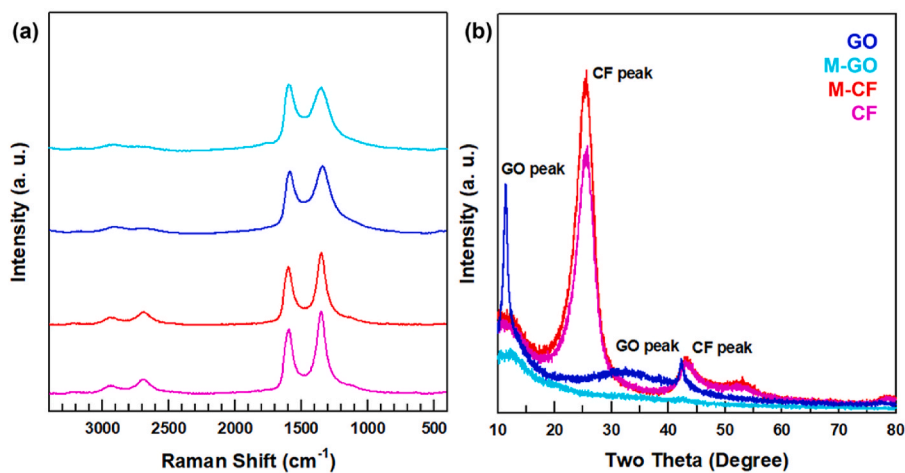 (a)
Intensity (a. u.)
3000 2500 2000 1500 1000 500
Raman Shift (cm⁻¹)
(b)
GO
M-GO
M-CF
CF
CF peak
GO peak
GO peak
CF peak
Intensity (a. u.)
10 20 30 40 50 60 70 80
Two Theta (Degree)